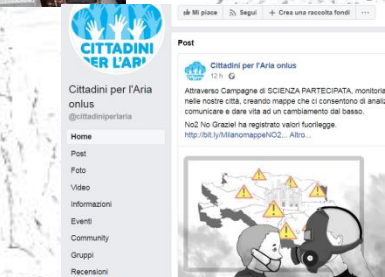 CITTADINI
PER L'ARIA
Cittadini per l'Aria
onlus
@cittadiniperlaria
Home
Post
Foto
Video
Informazioni
Eventi
Community
Gruppi
Recensioni
Mi piace Segui + Crea una raccolta fondi ...
Post
Cittadini per l'Aria onlus
12 h ·
Attraverso Campagne di SCIENZA PARTECIPATA, monitoria
nelle nostre città, creando mappe che ci consentono di analiz
comunicare e dare vita ad un cambiamento dal basso.
No2 No Grazie! ha registrato valori fuorilegge.
http://bit.ly/MilanomappeNO2... Altro...